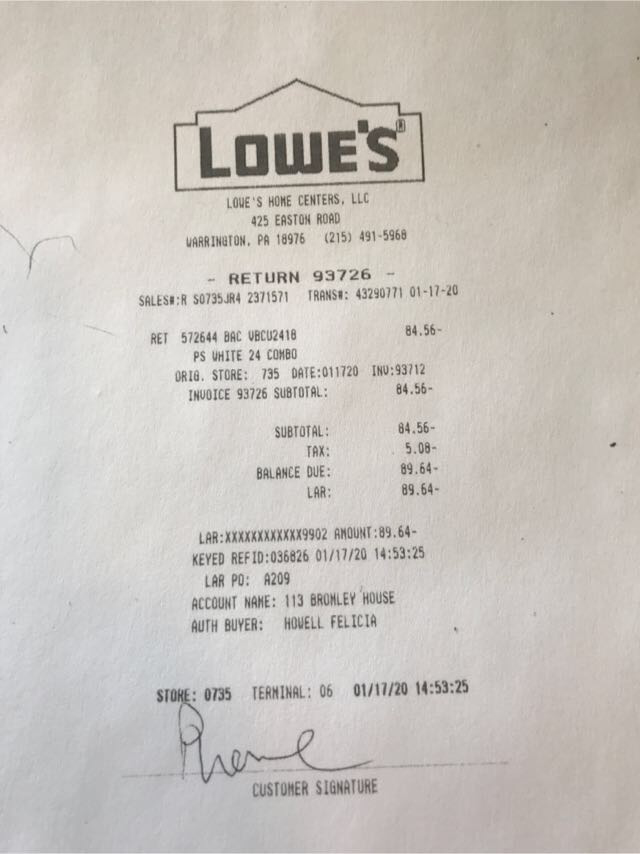 LOWE'S®
LOWE'S HOME CENTERS, LLC
425 EASTON ROAD
WARRINGTON, PA 18976 (215) 491-5968
- RETURN 93726 -
SALES#:R S0735JR4 2371571 TRANS#: 43290771 01-17-20
RET 572644 BAC VBCU2418 84.56-
PS WHITE 24 COMBO
ORIG. STORE: 735 DATE:011720 INV:93712
INVOICE 93726 SUBTOTAL: 84.56-
SUBTOTAL: 84.56-
TAX: 5.08-
BALANCE DUE: 89.64-
LAR: 89.64-
LAR:XXXXXXXXXXXX9902 AMOUNT:89.64-
KEYED REFID:036826 01/17/20 14:53:25
LAR PO: A209
ACCOUNT NAME: 113 BROMLEY HOUSE
AUTH BUYER: HOWELL FELICIA
STORE: 0735 TERMINAL: 06 01/17/20 14:53:25
CUSTOMER SIGNATURE